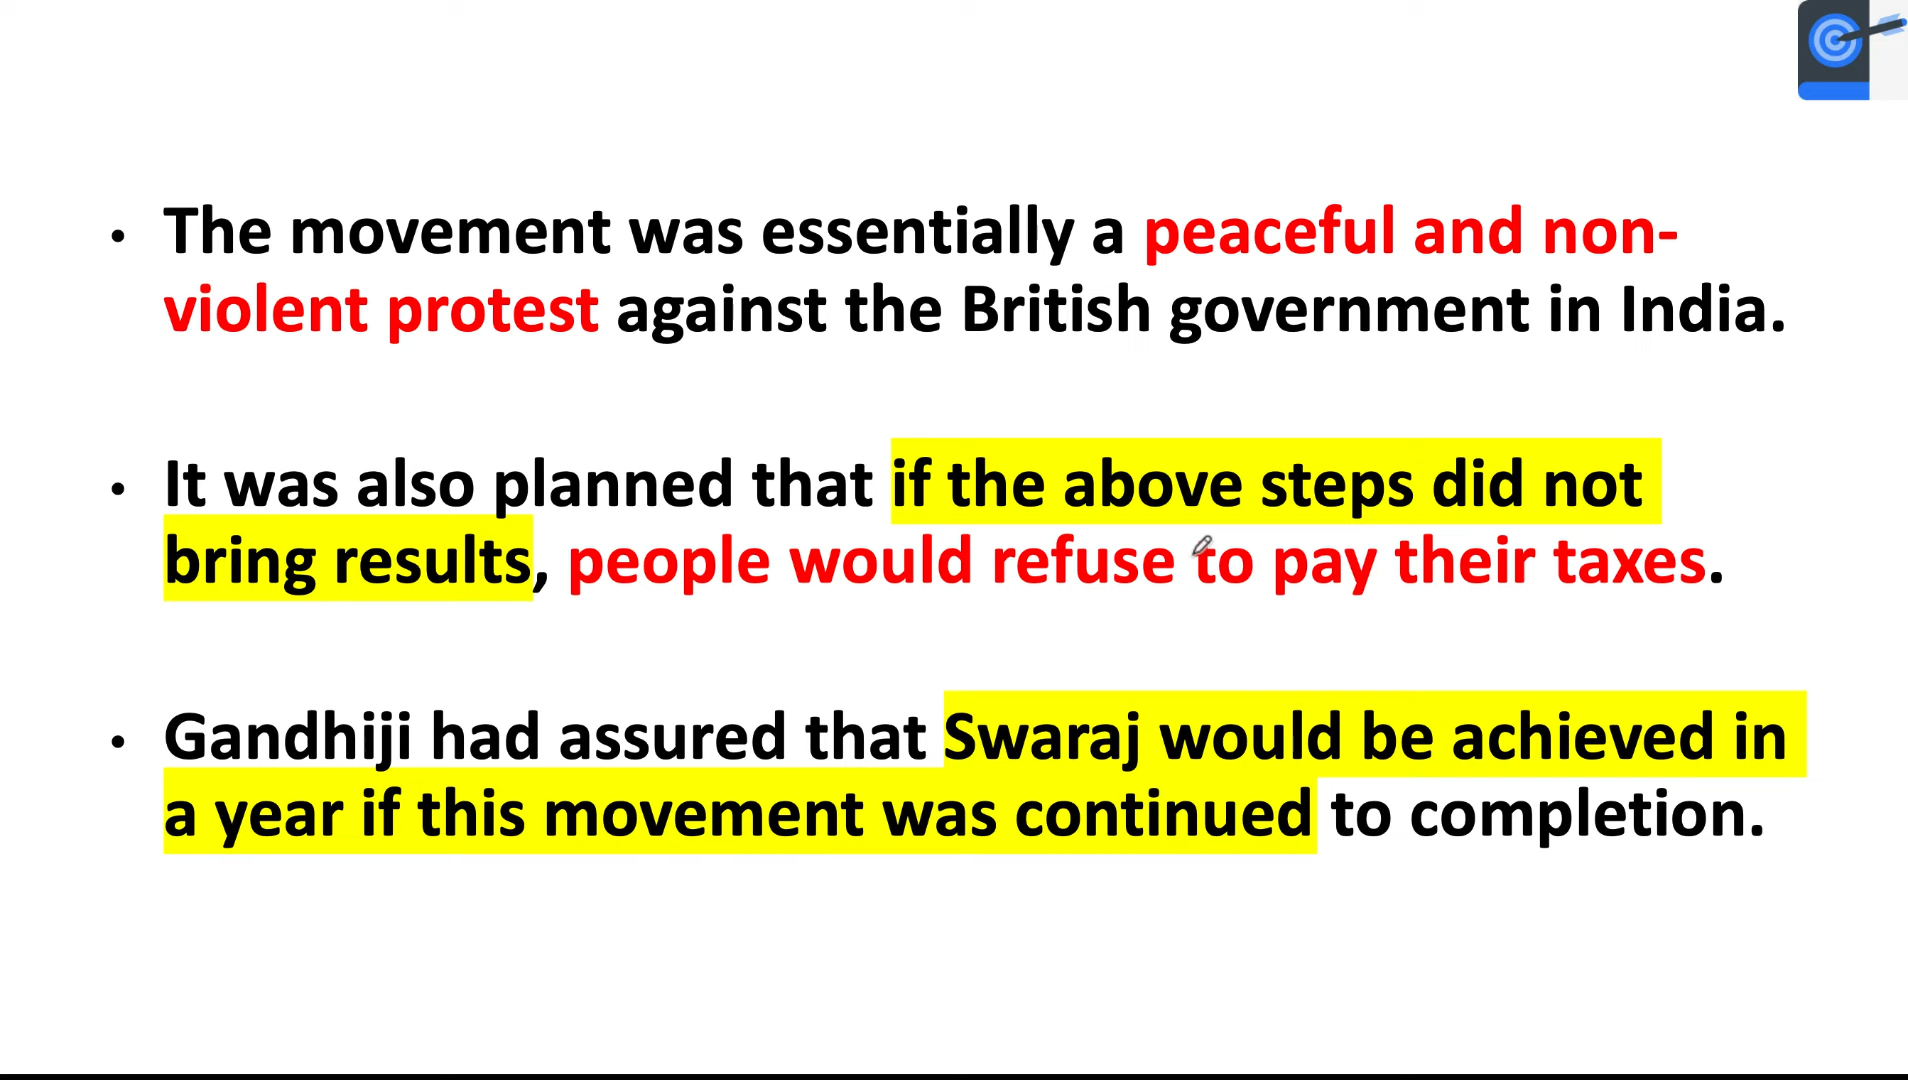 • The movement was essentially a peaceful and non-
violent protest against the British government in India.
• It was also planned that if the above steps did not
bring results, people would refuse to pay their taxes.
• Gandhiji had assured that Swaraj would be achieved in
a year if this movement was continued to completion.